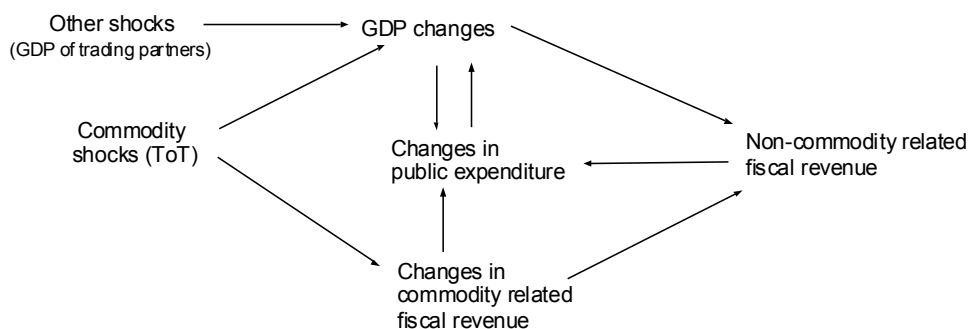 Other shocks
(GDP of trading partners)
GDP changes
Commodity
shocks (ToT)
Changes in
public expenditure
Non-commodity related
fiscal revenue
Changes in
commodity related
fiscal revenue